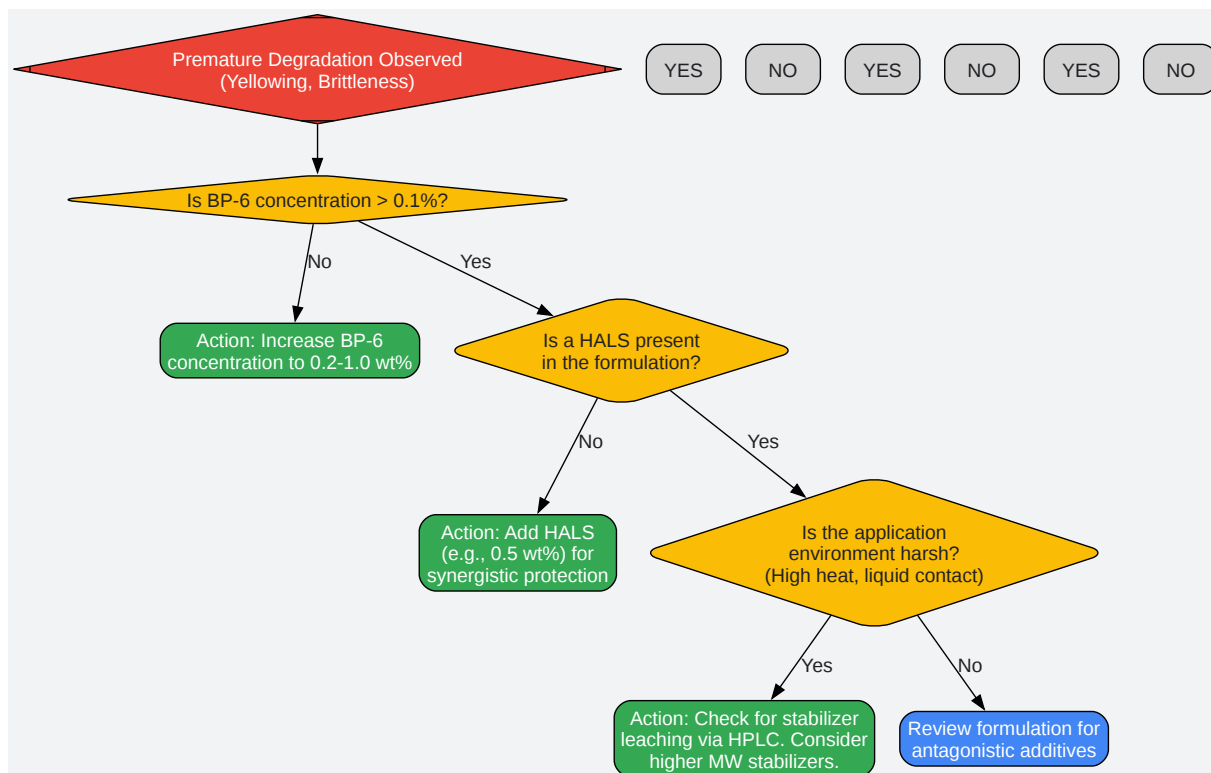 Premature Degradation Observed
(Yellowing, Brittleness)
YES
NO
YES
NO
YES
NO
Is BP-6 concentration > 0.1%?
No
Yes
Action: Increase BP-6
concentration to 0.2-1.0 wt%
Is a HALS present
in the formulation?
No
Yes
Action: Add HALS
(e.g., 0.5 wt%) for
synergistic protection
Is the application
environment harsh?
(High heat, liquid contact)
Yes
No
Action: Check for stabilizer
leaching via HPLC. Consider
higher MW stabilizers.
Review formulation for
antagonistic additives